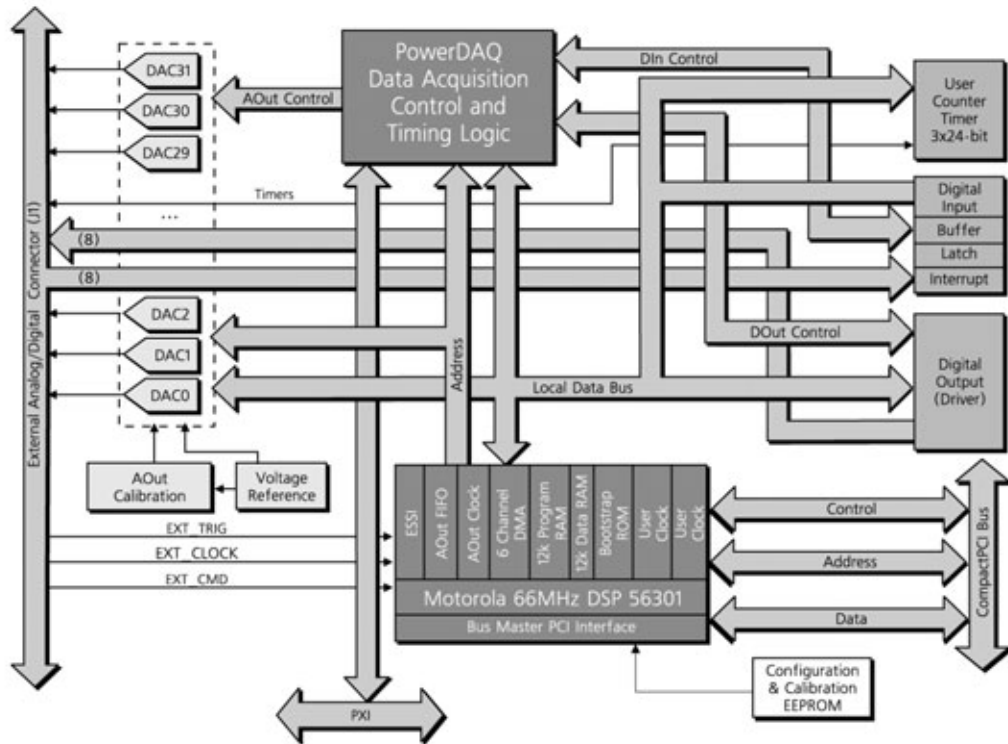 PowerDAQ
Data Acquisition
Control and
Timing Logic
DAC31
DAC30
DAC29
...
AOut Control
DIn Control
User
Counter
Timer
3x24-bit
Timers
Digital
Input
Buffer
Latch
Interrupt
(8)
(8)
External Analog/Digital Connector (J1)
DAC2
DAC1
DAC0
Address
DOut Control
Local Data Bus
Digital
Output
(Driver)
AOut
Calibration
Voltage
Reference
EXT_TRIG
EXT_CLOCK
EXT_CMD
ESSI
AOut FIFO
AOut Clock
6 Channel
DMA
12k Program
RAM
12k Data RAM
Bootstrap
ROM
User
Clock
User
Clock
Motorola 66MHz DSP 56301
Bus Master PCI Interface
Control
Address
Data
CompactPCI Bus
Configuration
& Calibration
EEPROM
PXI